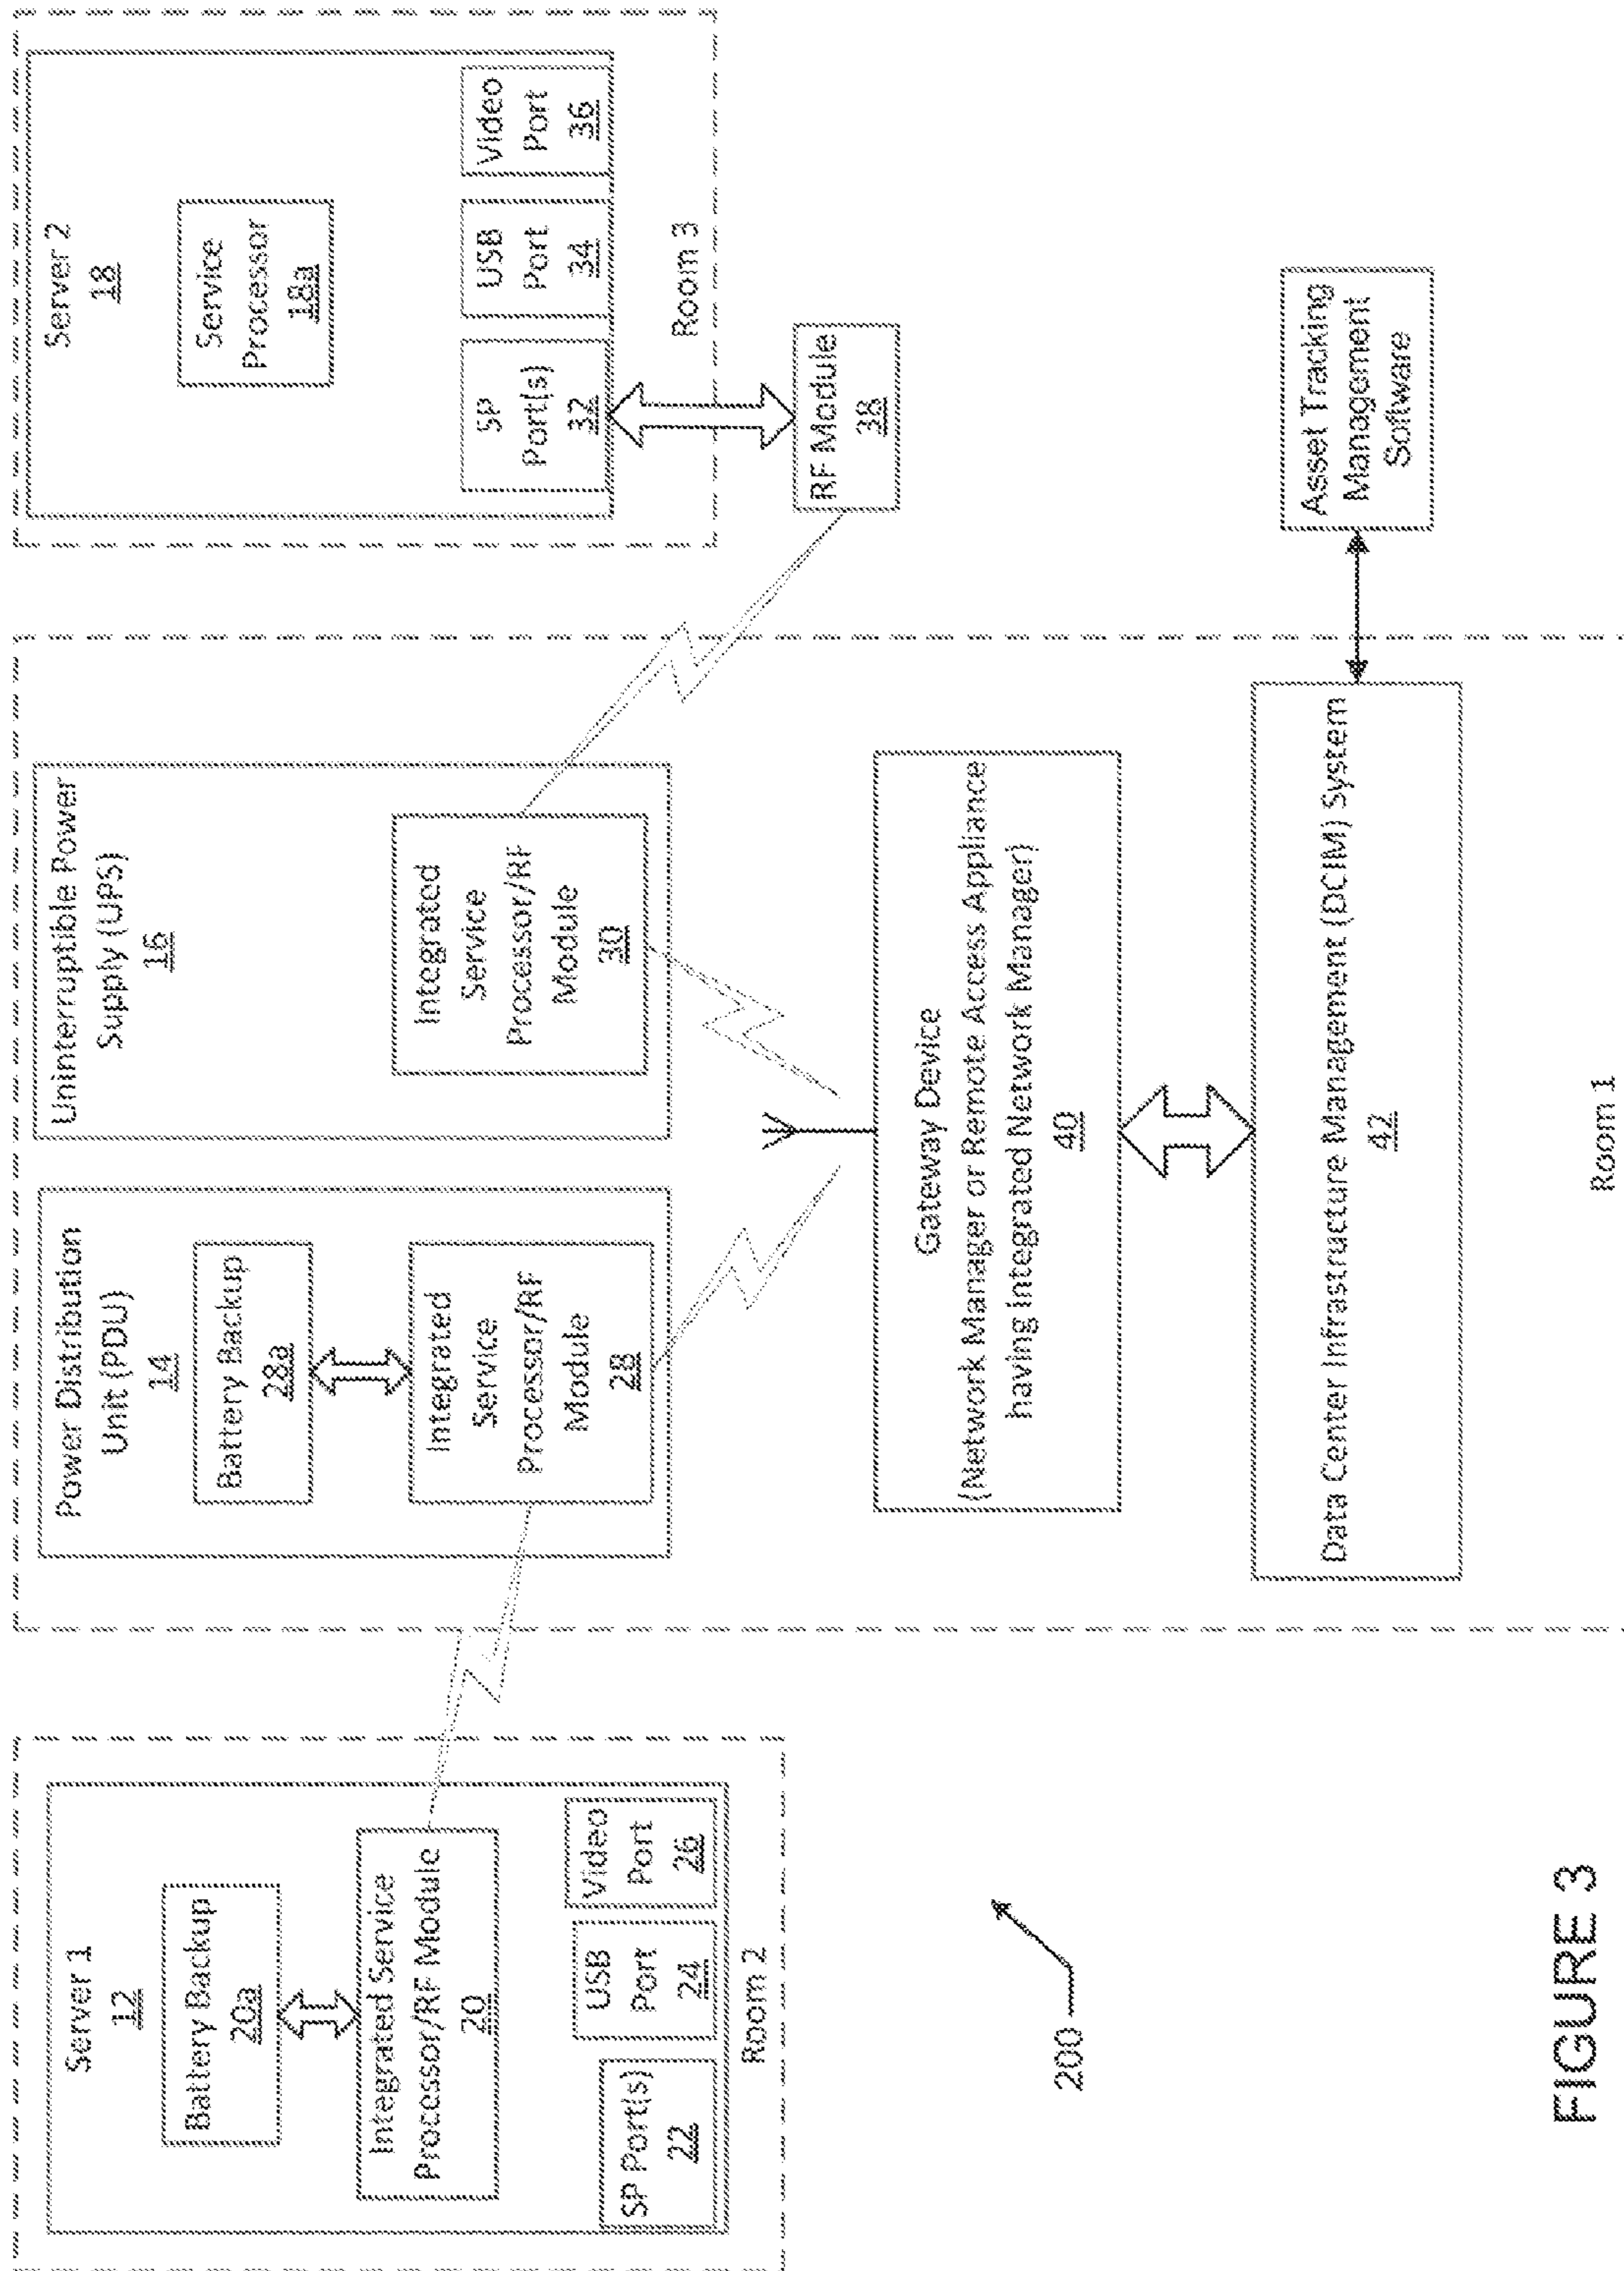 Server 1
12
Battery Backup
20a
Integrated Service
Processor/RF Module
20
SP Port(s)
22
USB
Port
24
Video
Port
26
Room 2
Power Distribution
Unit (PDU)
14
Battery Backup
28a
Integrated
Service
Processor/RF
Module
28
Uninterruptible Power
Supply (UPS)
16
Integrated
Service
Processor/RF
Module
30
Gateway Device
(Network Manager or Remote Access Appliance
having Integrated Network Manager)
40
Data Center Infrastructure Management (DCIM) System
42
Room 1
Server 2
18
Service
Processor
18a
SP
Port(s)
32
USB
Port
34
Video
Port
36
Room 3
RF Module
38
Asset Tracking
Management
Software
200
FIGURE 3